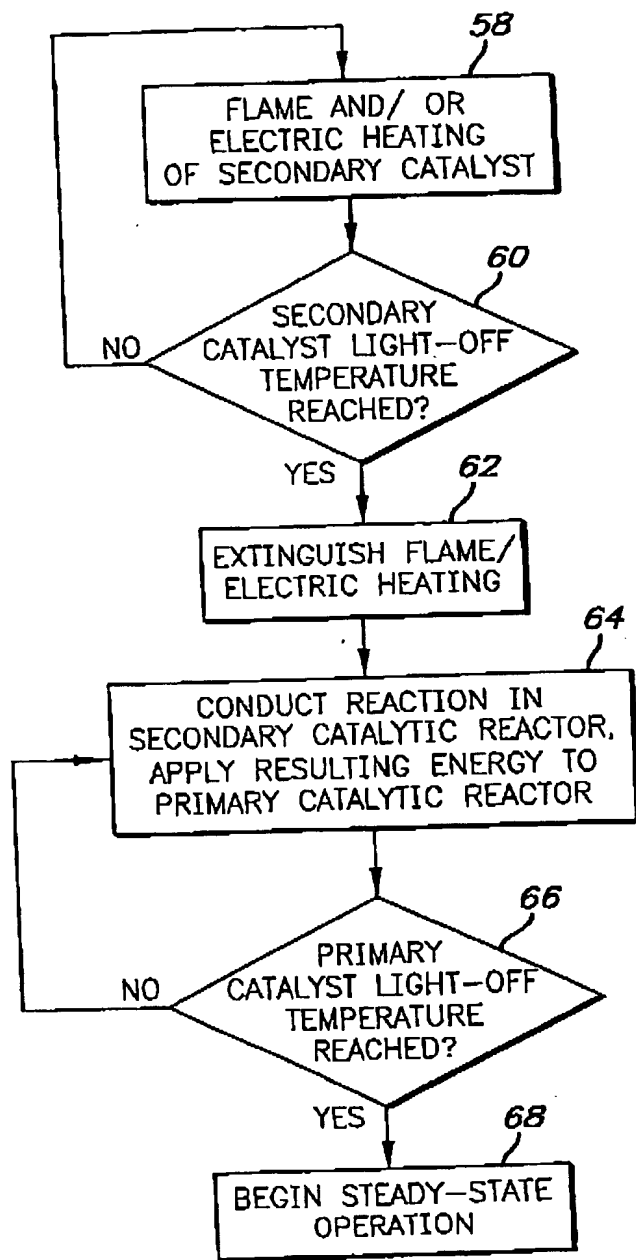 58
FLAME AND/ OR
ELECTRIC HEATING
OF SECONDARY CATALYST
60
SECONDARY
CATALYST LIGHT-OFF
TEMPERATURE
REACHED?
NO
YES
62
EXTINGUISH FLAME/
ELECTRIC HEATING
64
CONDUCT REACTION IN
SECONDARY CATALYTIC REACTOR,
APPLY RESULTING ENERGY TO
PRIMARY CATALYTIC REACTOR
66
PRIMARY
CATALYST LIGHT-OFF
TEMPERATURE
REACHED?
NO
YES
68
BEGIN STEADY-STATE
OPERATION